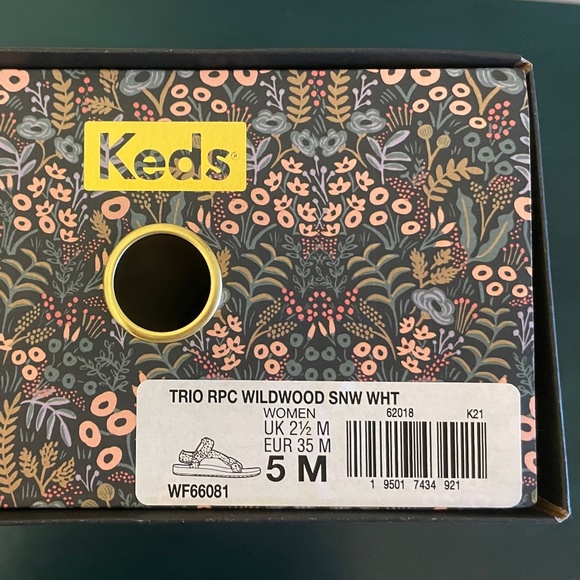 Keds®
TRIO RPC WILDWOOD SNW WHT
WOMEN 62018 K21
UK 2½ M
EUR 35 M
5 M
WF66081
1 9501 7434 921